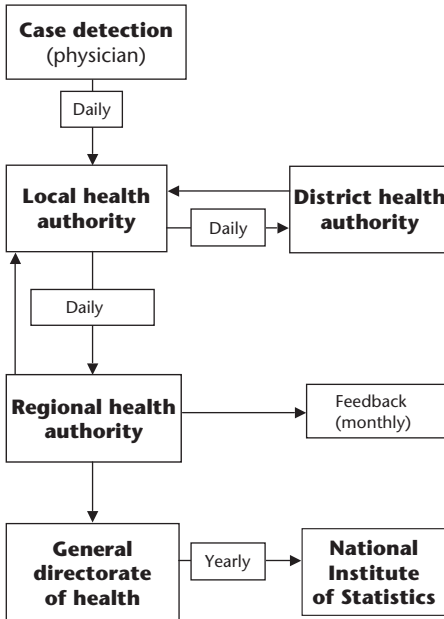 Case detection
(physician)
Daily
Local health
authority
Daily
District health
authority
Daily
Regional health
authority
Feedback
(monthly)
General
directorate
of health
Yearly
National
Institute
of Statistics